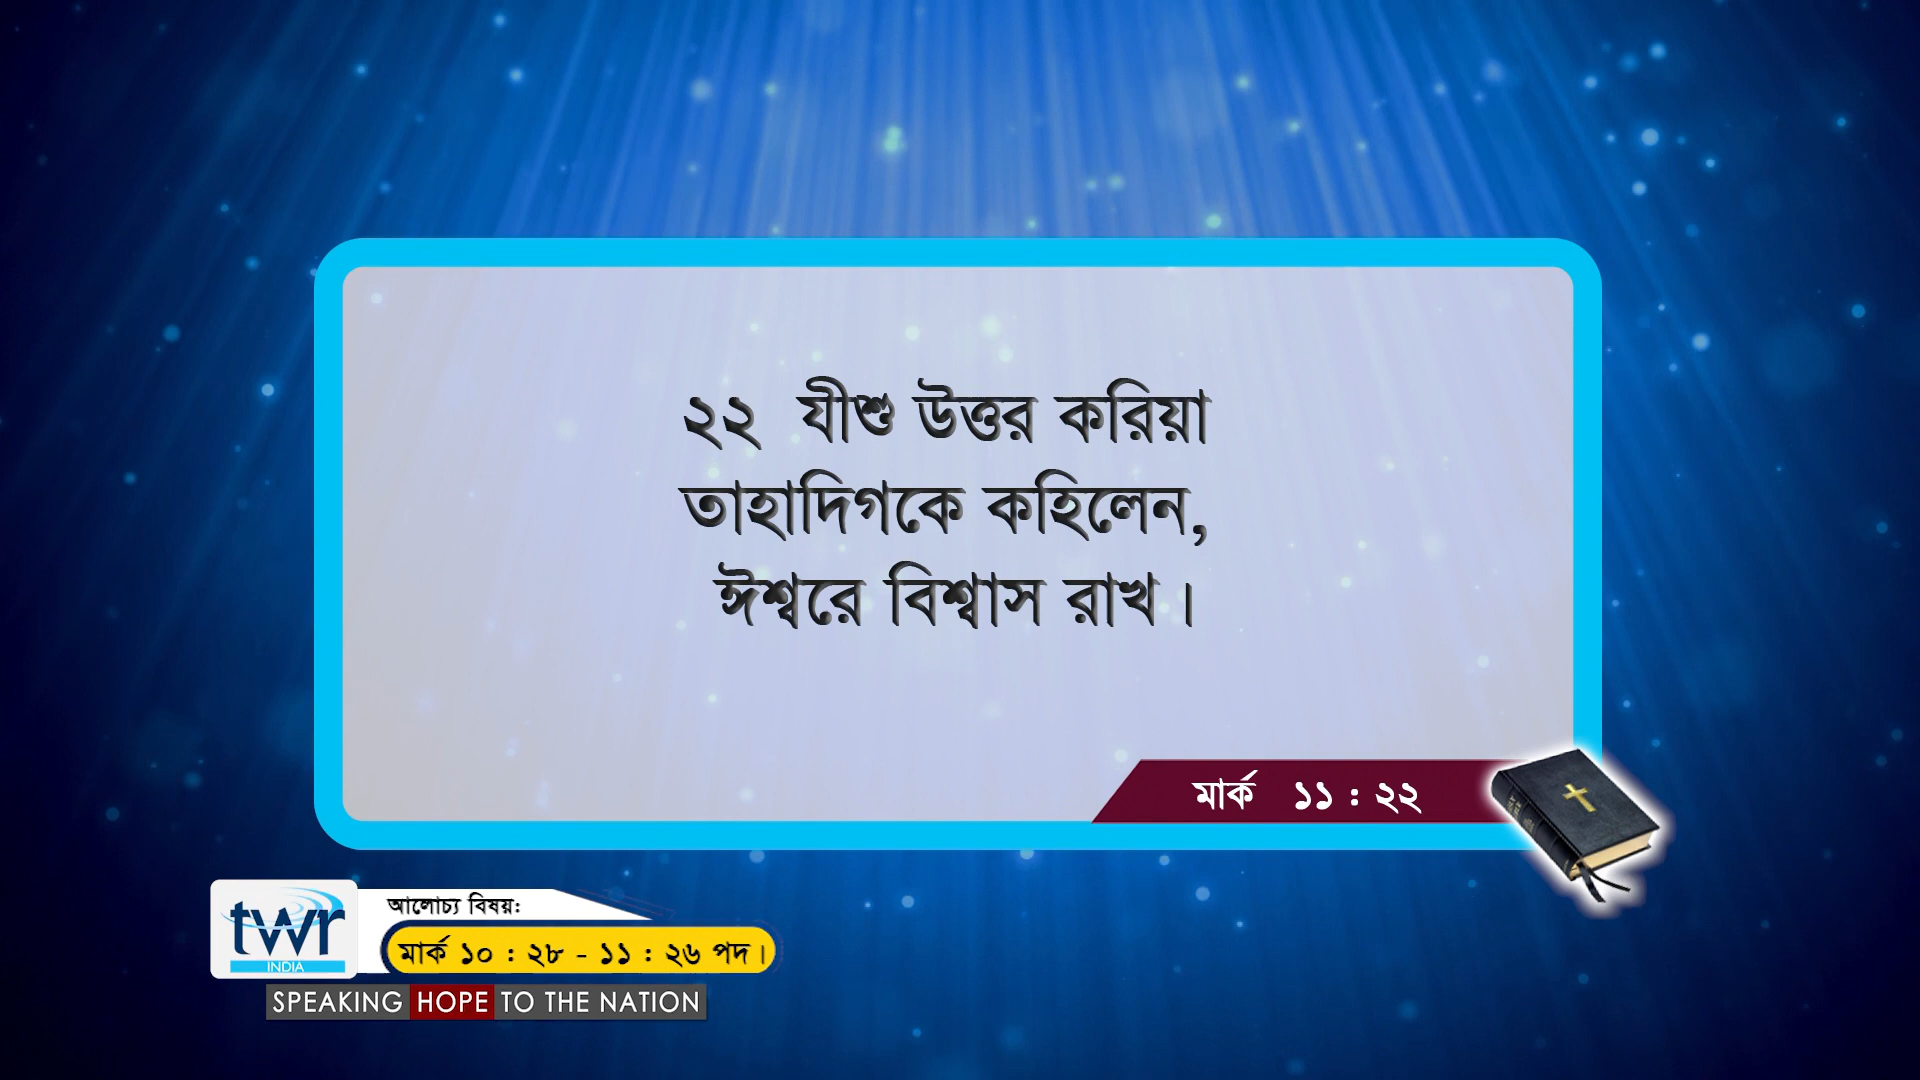 ২২ যীশু উত্তর করিয়া
তাহাদিগকে কহিলেন,
ঈশ্বরে বিশ্বাস রাখ।
মার্ক ১১ : ২২
twr
INDIA
আলোচ্য বিষয়:
মার্ক ১০ : ২৮ - ১১ : ২৬ পদ।
SPEAKING HOPE TO THE NATION